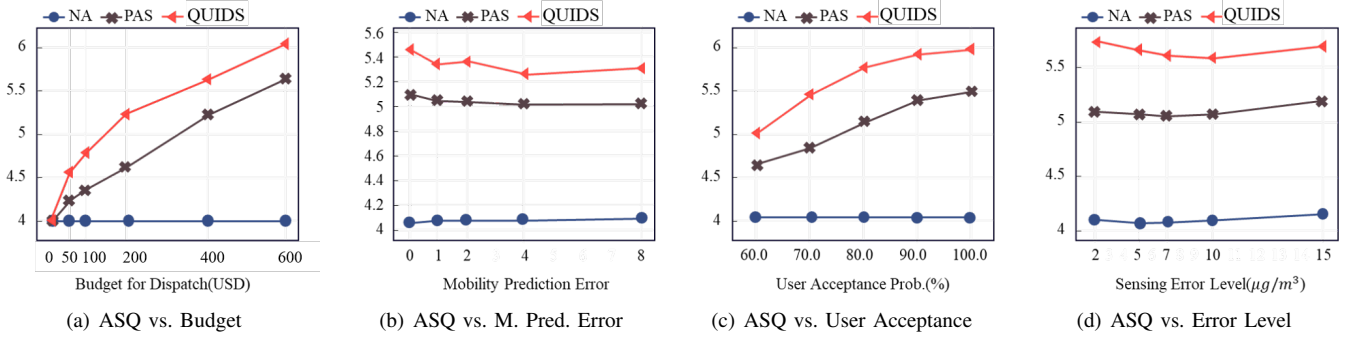 NA PAS QUIDS
6
5.5
5
4.5
4
0 50 100 200 400 600
Budget for Dispatch(USD)
(a) ASQ vs. Budget
NA PAS QUIDS
5.6
5.4
5.2
5
4.8
4.6
4.4
4.2
4
0 1 2 4 8
Mobility Prediction Error
(b) ASQ vs. M. Pred. Error
NA PAS QUIDS
6
5.5
5
4.5
4
60.0 70.0 80.0 90.0 100.0
User Acceptance Prob.(%)
(c) ASQ vs. User Acceptance
NA PAS QUIDS
5.5
5
4.5
4
2 5 7 10 15
Sensing Error Level(μg/m³)
(d) ASQ vs. Error Level